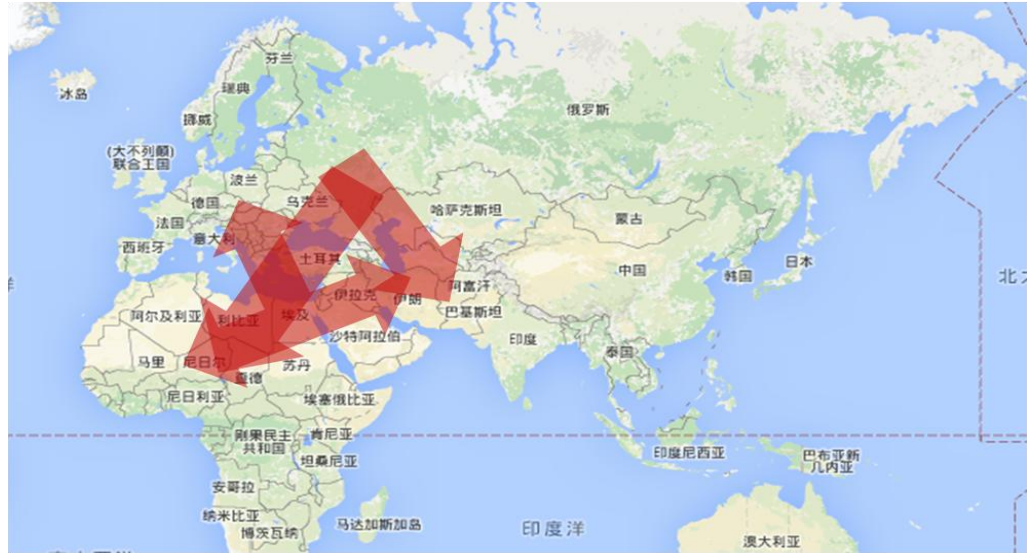 芬兰
冰岛
瑞典
俄罗斯
挪威
(大不列颠)
联合王国
波兰
德国
乌克兰
哈萨克斯坦
蒙古
法国
意大利
西班牙
土耳其
日本
中国
韩国
阿富汗
伊拉克
伊朗
阿尔及利亚
利比亚
埃及
巴基斯坦
沙特阿拉伯
印度
泰国
马里
尼日尔
苏丹
乍德
尼日利亚
埃塞俄比亚
刚果民主
共和国
肯尼亚
坦桑尼亚
印度尼西亚
巴布亚新
几内亚
安哥拉
纳米比亚
博茨瓦纳
马达加斯加岛
印度洋
澳大利亚